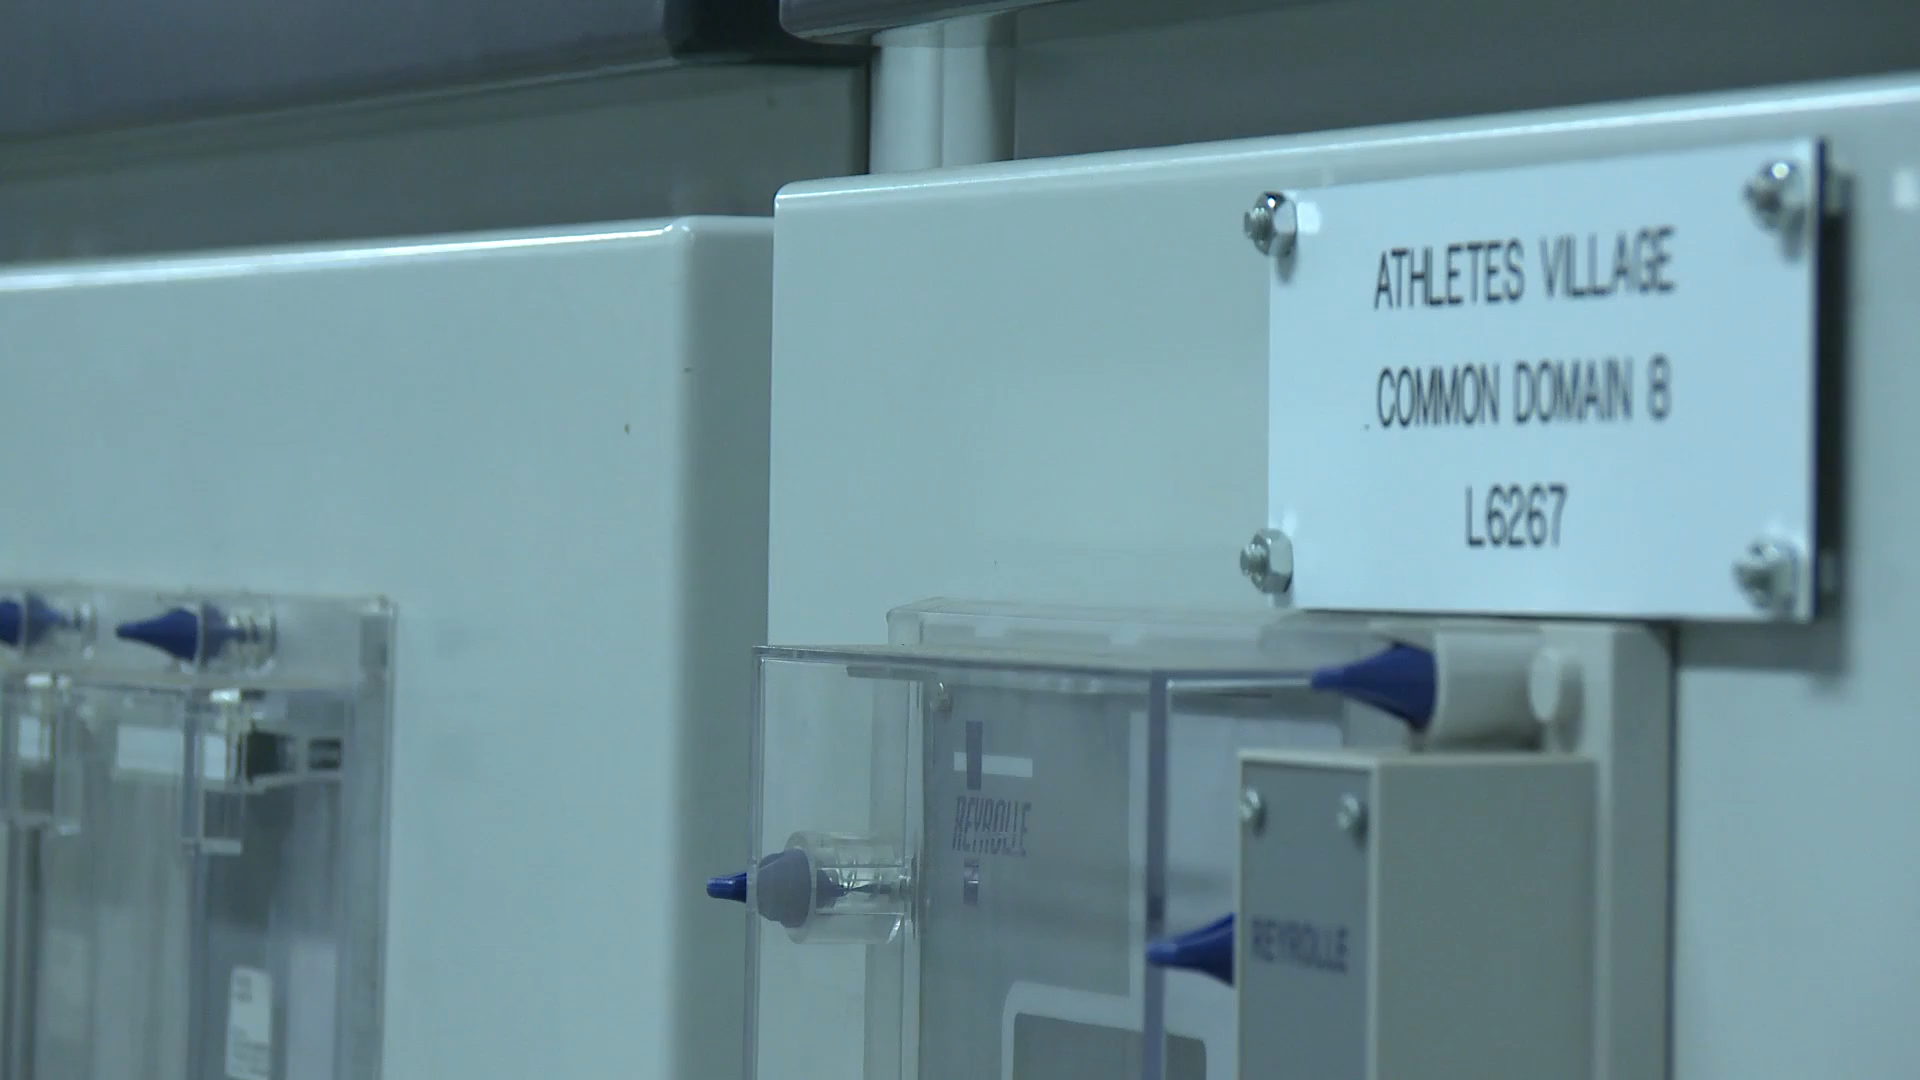 ATHLETES VILLAGE
COMMON DOMAIN 8
L6267
REYROLLE
REYROLLE